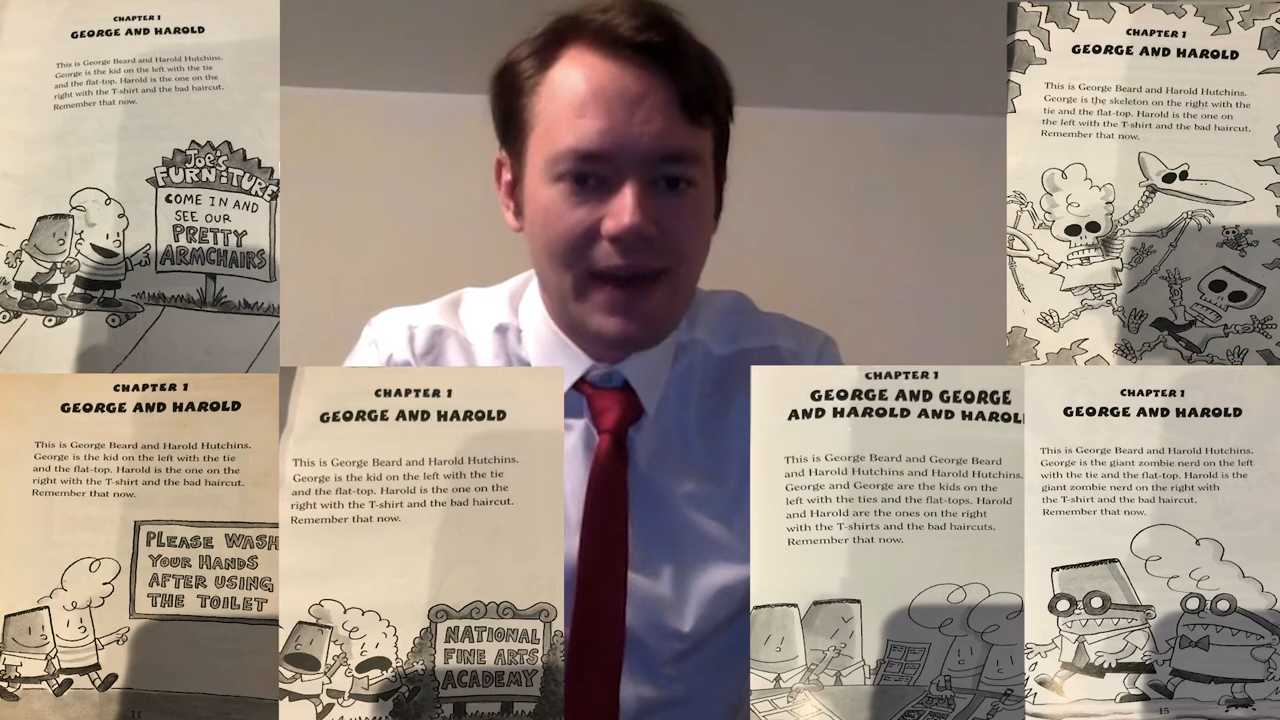 CHAPTER 1
GEORGE AND HAROLD
This is George Beard and Harold Hutchins.
George is the kid on the left with the tie
and the flat-top. Harold is the one on the
right with the T-shirt and the bad haircut.
Remember that now.
JOE'S
FURNITURE
COME IN AND
SEE OUR
PRETTY
ARMCHAIRS
CHAPTER 1
GEORGE AND HAROLD
This is George Beard and Harold Hutchins.
George is the skeleton on the right with the
tie and the flat-top. Harold is the one on
the left with the T-shirt and the bad haircut.
Remember that now.
CHAPTER 1
GEORGE AND HAROLD
This is George Beard and Harold Hutchins.
George is the kid on the left with the tie
and the flat-top. Harold is the one on the
right with the T-shirt and the bad haircut.
Remember that now.
PLEASE WASH
YOUR HANDS
AFTER USING
THE TOILET
11
CHAPTER 1
GEORGE AND HAROLD
This is George Beard and Harold Hutchins.
George is the kid on the left with the tie
and the flat-top. Harold is the one on the
right with the T-shirt and the bad haircut.
Remember that now.
NATIONAL
FINE ARTS
ACADEMY
CHAPTER 1
GEORGE AND GEORGE
AND HAROLD AND HAROL
This is George Beard and George Beard
and Harold Hutchins and Harold Hutchins.
George and George are the kids on the
left with the ties and the flat-tops. Harold
and Harold are the ones on the right
with the T-shirts and the bad haircuts.
Remember that now.
CHAPTER 1
GEORGE AND HAROLD
This is George Beard and Harold Hutchins.
George is the giant zombie nerd on the left
with the tie and the flat-top. Harold is the
giant zombie nerd on the right with
the T-shirt and the bad haircut.
Remember that now.
15